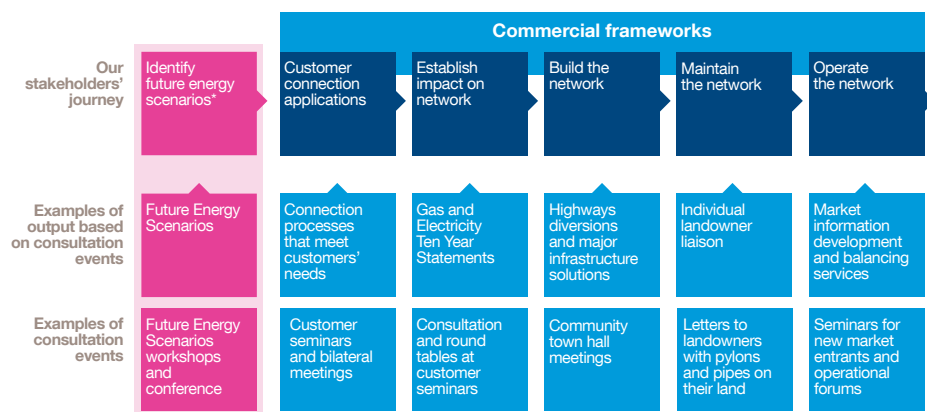 Commercial frameworks
Our
stakeholders'
journey
Identify
future energy
scenarios*
Customer
connection
applications
Establish
impact on
network
Build the
network
Maintain
the network
Operate
the network
Examples of
output based
on consultation
events
Future Energy
Scenarios
Connection
processes
that meet
customers'
needs
Gas and
Electricity
Ten Year
Statements
Highways
diversions
and major
infrastructure
solutions
Individual
landowner
liaison
Market
information
development
and balancing
services
Examples of
consultation
events
Future Energy
Scenarios
workshops
and
conference
Customer
seminars
and bilateral
meetings
Consultation
and round
tables at
customer
seminars
Community
town hall
meetings
Letters to
landowners
with pylons
and pipes on
their land
Seminars for
new market
entrants and
operational
forums